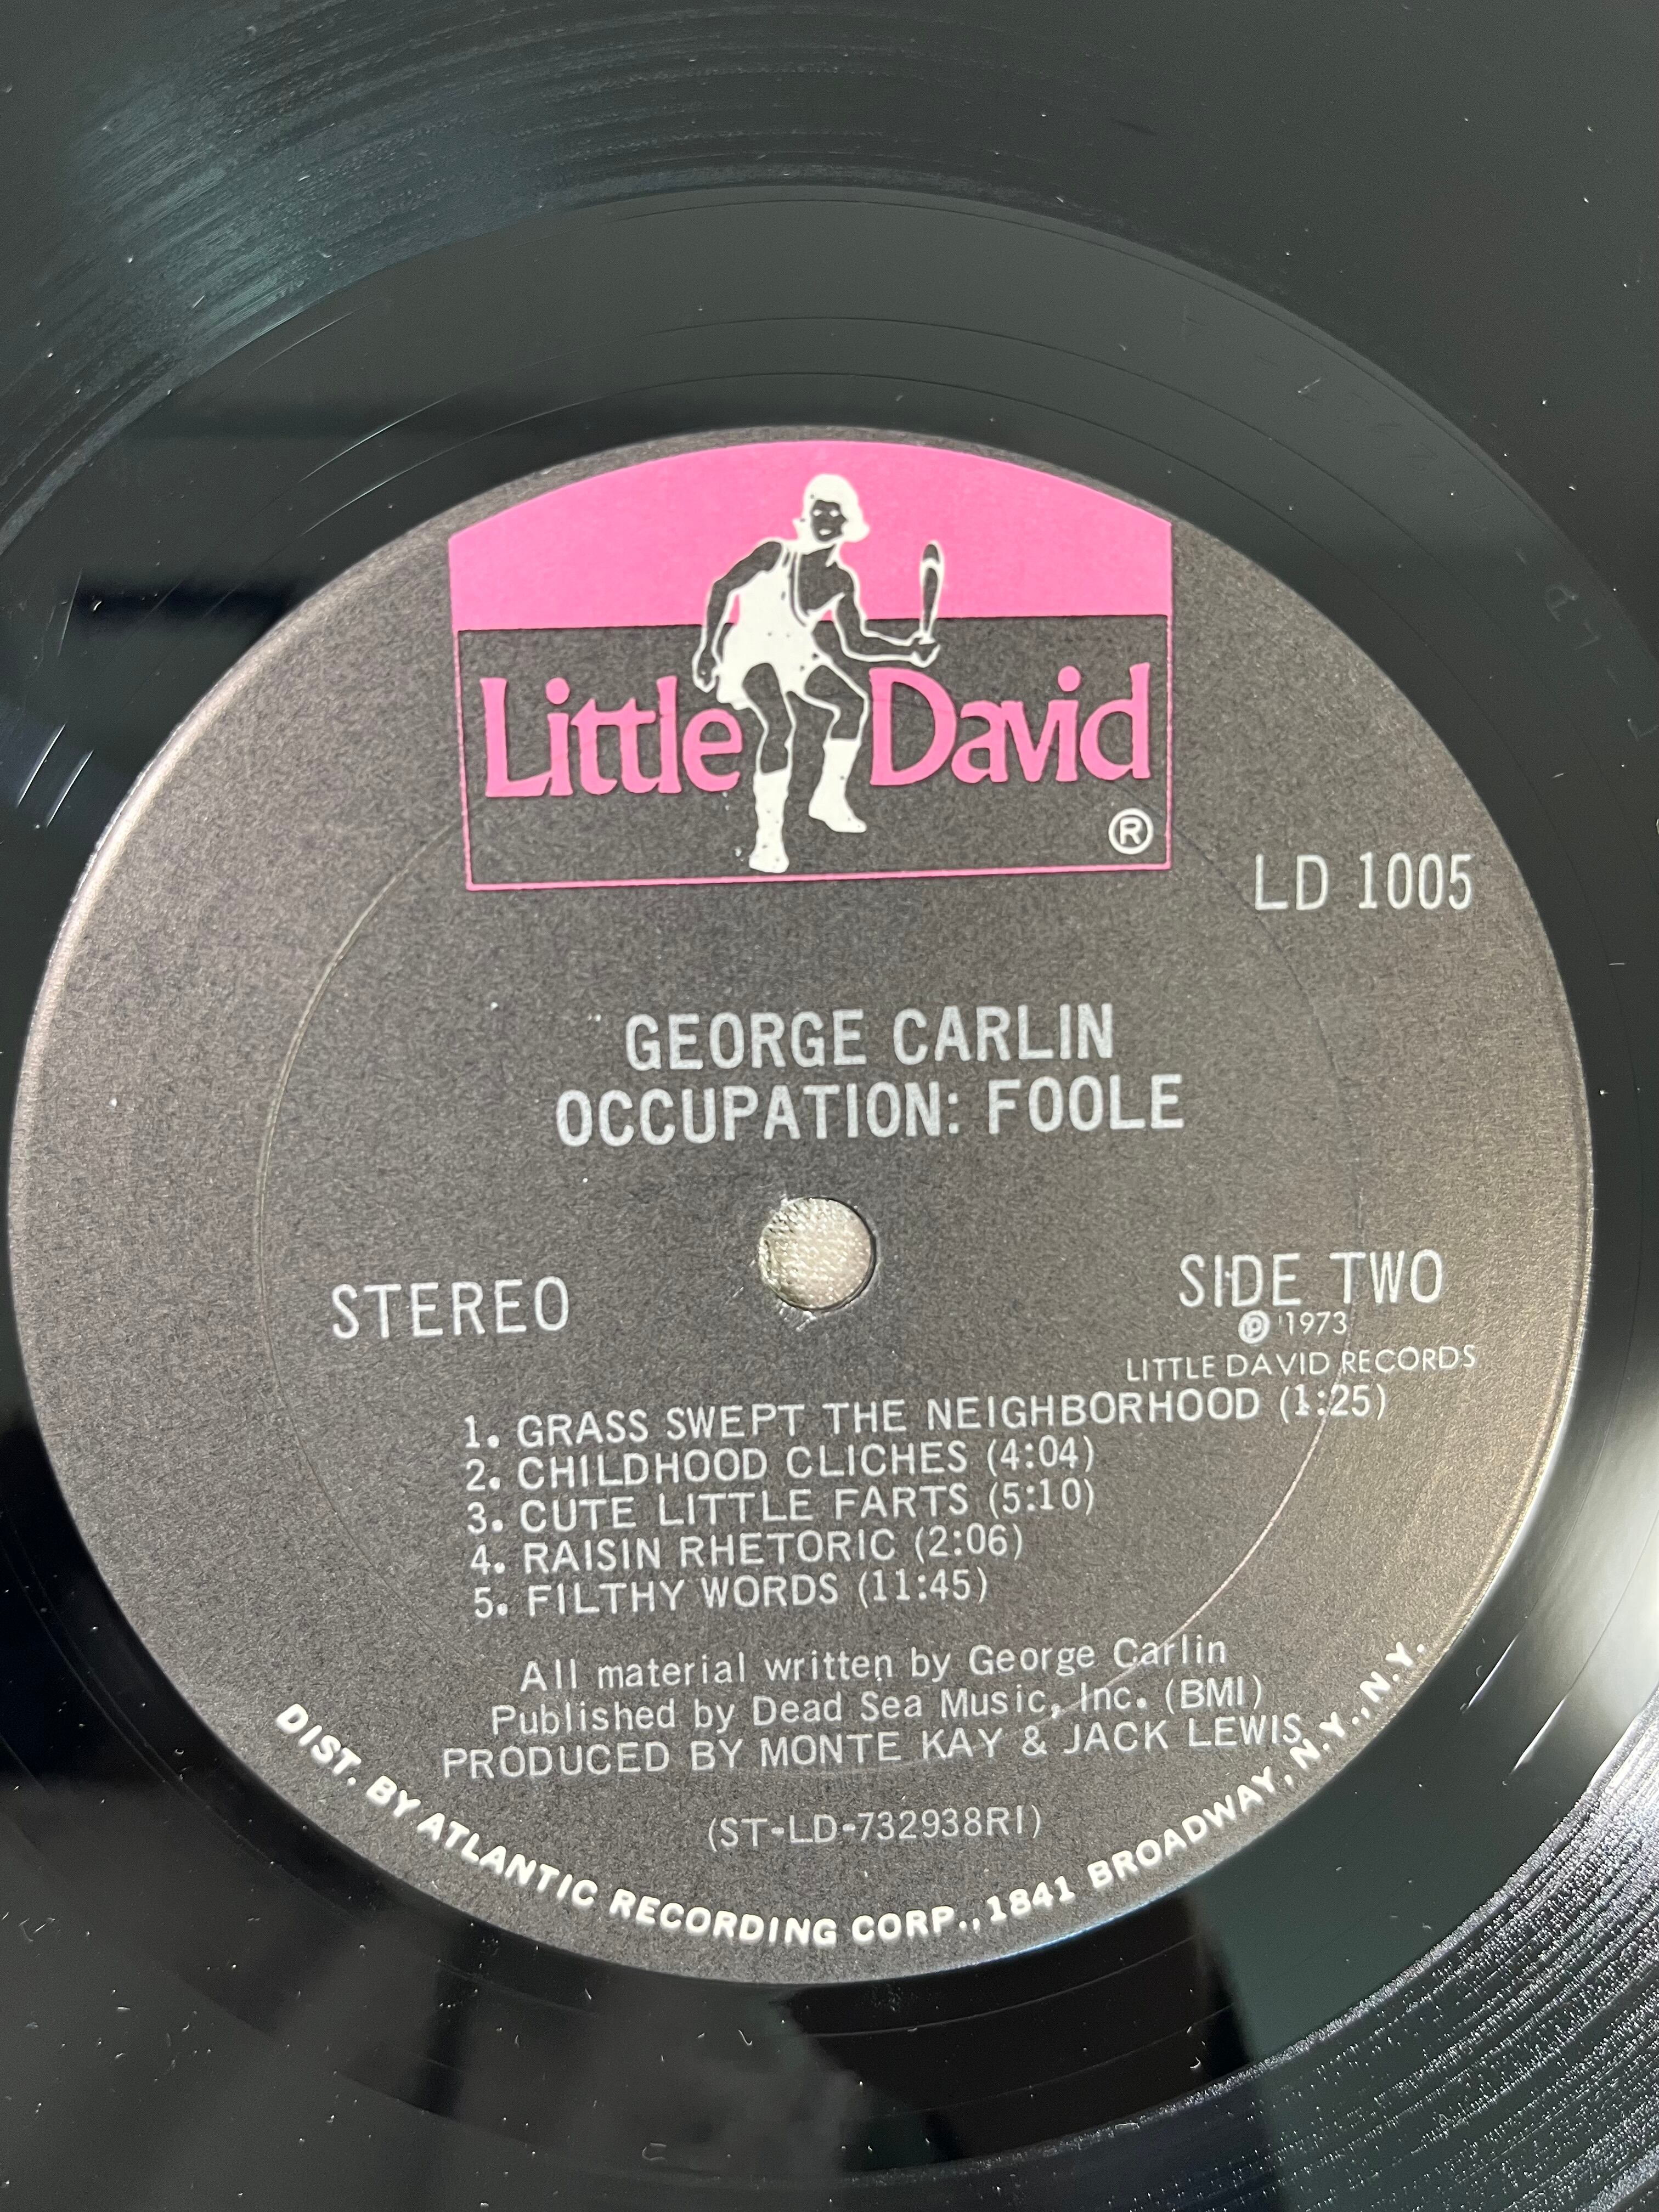 Little David
®
LD 1005
GEORGE CARLIN
OCCUPATION: FOOLE
STEREO
SIDE TWO
℗ 1973
LITTLE DAVID RECORDS
1. GRASS SWEPT THE NEIGHBORHOOD (1:25)
2. CHILDHOOD CLICHES (4:04)
3. CUTE LITTLE FARTS (5:10)
4. RAISIN RHETORIC (2:06)
5. FILTHY WORDS (11:45)
All material written by George Carlin
Published by Dead Sea Music, Inc. (BMI)
PRODUCED BY MONTE KAY & JACK LEWIS
(ST-LD-732938RI)
DIST. BY ATLANTIC RECORDING CORP., 1841 BROADWAY, N.Y., N.Y.